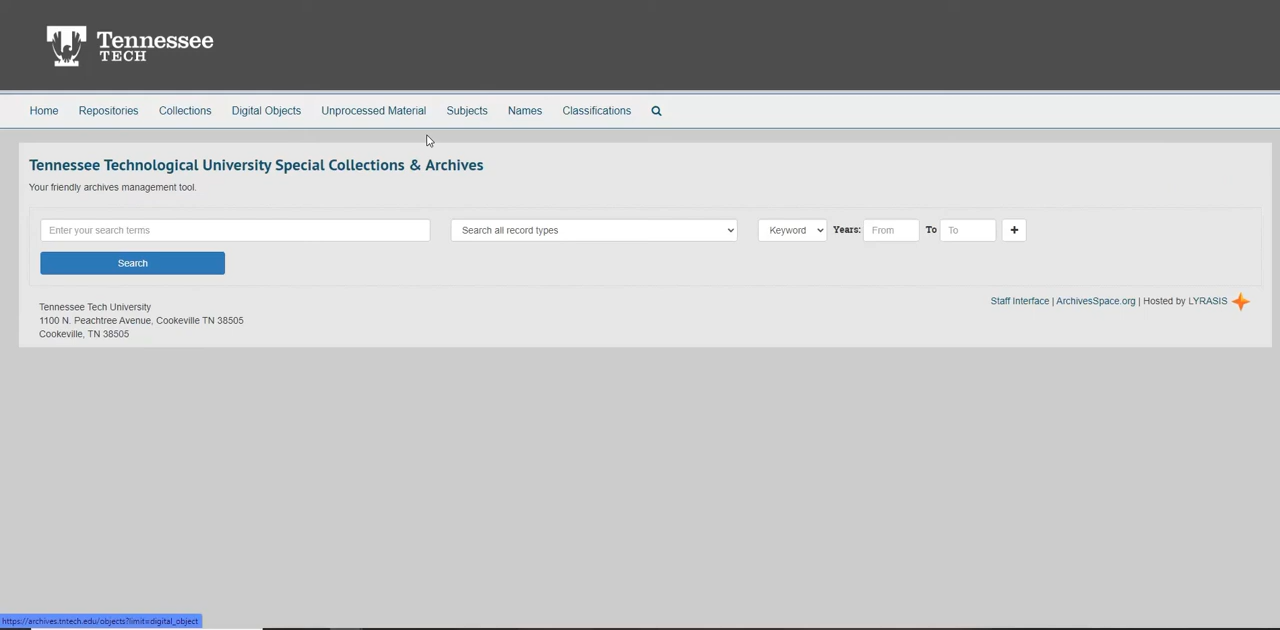 Tennessee
TECH
Home Repositories Collections Digital Objects Unprocessed Material Subjects Names Classifications
Tennessee Technological University Special Collections & Archives
Your friendly archives management tool.
Enter your search terms Search all record types Keyword Years: From To To +
Search
Tennessee Tech University
1100 N. Peachtree Avenue, Cookeville TN 38505
Cookeville, TN 38505
Staff Interface | ArchivesSpace.org | Hosted by LYRASIS
https://archives.tntech.edu/objects?limit=digital_object